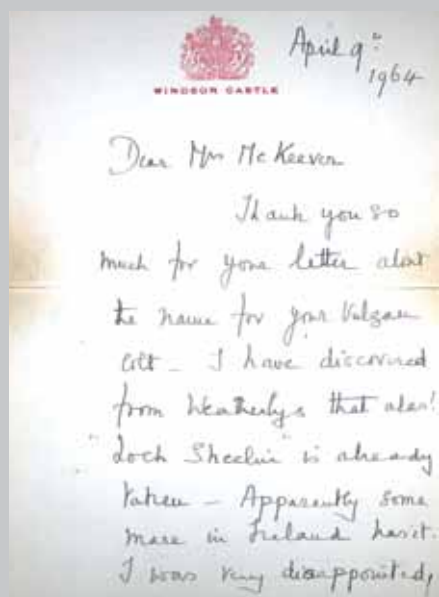 April 9th
1964
WINDSOR CASTLE
Dear Mrs McKeever
Thank you so
much for your letter about
the name for your Vulgan
colt - I have discovered
from Weatherbys that alas!
"Loch Sheelin" is already
taken - Apparently some
mare in Ireland has it.
I was very disappointed,